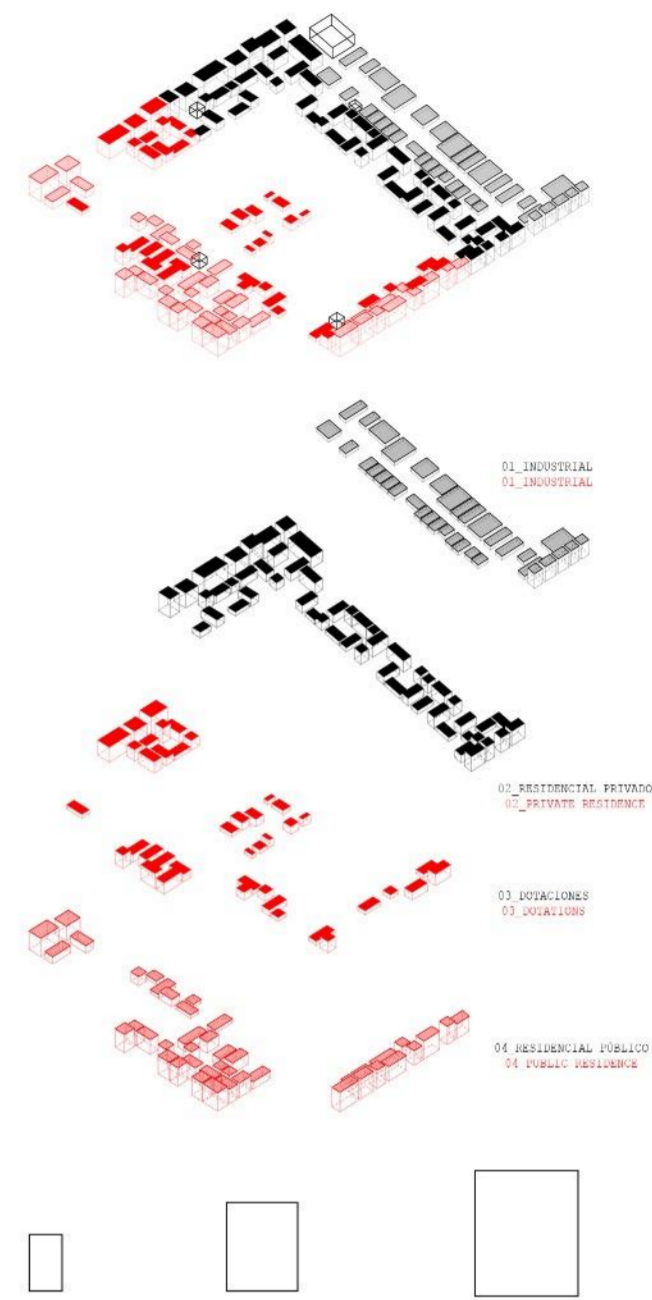 01_INDUSTRIAL
01_INDUSTRIAL
02_RESIDENCIAL PRIVADO
02_PRIVATE RESIDENCE
03_DOTACIONES
03_DOTATIONS
04_RESIDENCIAL PÚBLICO
04_PUBLIC RESIDENCE